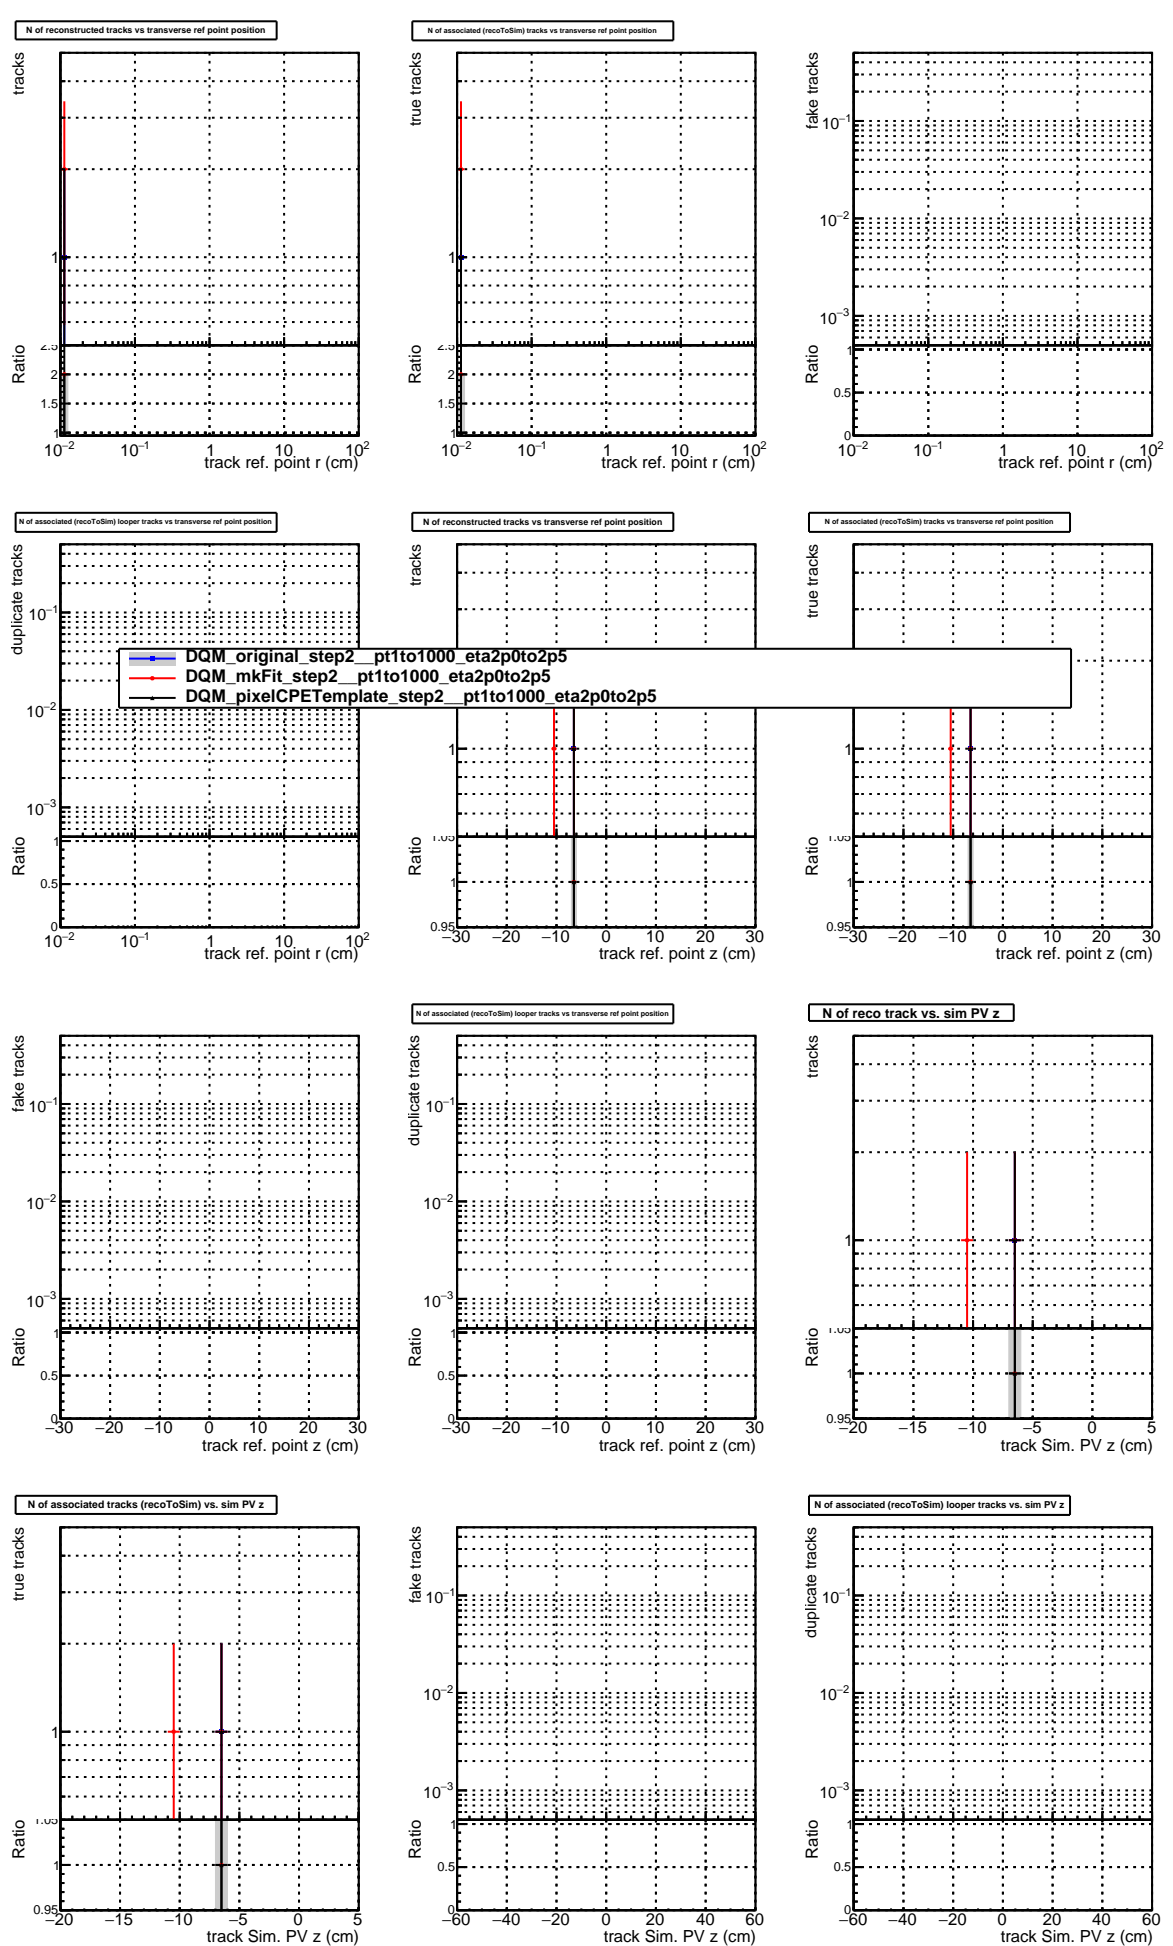 N of reconstructed tracks vs transverse ref point position
tracks
1
2.5
2
1.5
1
Ratio
10−2 10−1 1 10 102
track ref. point r (cm)
N of associated (recoToSim) tracks vs transverse ref point position
true tracks
1
2.5
2
1.5
1
Ratio
10−2 10−1 1 10 102
track ref. point r (cm)
fake tracks
10−1
10−2
10−3
1
0.5
0
Ratio
10−2 10−1 1 10 102
track ref. point r (cm)
N of associated (recoToSim) looper tracks vs transverse ref point position
duplicate tracks
10−1
10−2
10−3
1
0.5
0
Ratio
10−2 10−1 1 10 102
track ref. point r (cm)
N of reconstructed tracks vs transverse ref point position
tracks
1
1.05
1
0.95
Ratio
−30 −20 −10 0 10 20 30
track ref. point z (cm)
N of associated (recoToSim) tracks vs transverse ref point position
true tracks
1
1.05
1
0.95
Ratio
−30 −20 −10 0 10 20 30
track ref. point z (cm)
DQM_original_step2__pt1to1000_eta2p0to2p5
DQM_mkFit_step2__pt1to1000_eta2p0to2p5
DQM_pixelCPETemplate_step2__pt1to1000_eta2p0to2p5
fake tracks
10−1
10−2
10−3
1
0.5
0
Ratio
−30 −20 −10 0 10 20 30
track ref. point z (cm)
N of associated (recoToSim) looper tracks vs transverse ref point position
duplicate tracks
10−1
10−2
10−3
1
0.5
0
Ratio
−30 −20 −10 0 10 20 30
track ref. point z (cm)
N of reco track vs. sim PV z
tracks
1
1.05
1
0.95
Ratio
−20 −15 −10 −5 0 5
track Sim. PV z (cm)
N of associated tracks (recoToSim) vs. sim PV z
true tracks
1
1.05
1
0.95
Ratio
−20 −15 −10 −5 0 5
track Sim. PV z (cm)
fake tracks
10−1
10−2
10−3
1
0.5
0
Ratio
−60 −40 −20 0 20 40 60
track Sim. PV z (cm)
N of associated (recoToSim) looper tracks vs. sim PV z
duplicate tracks
10−1
10−2
10−3
1
0.5
0
Ratio
−60 −40 −20 0 20 40 60
track Sim. PV z (cm)